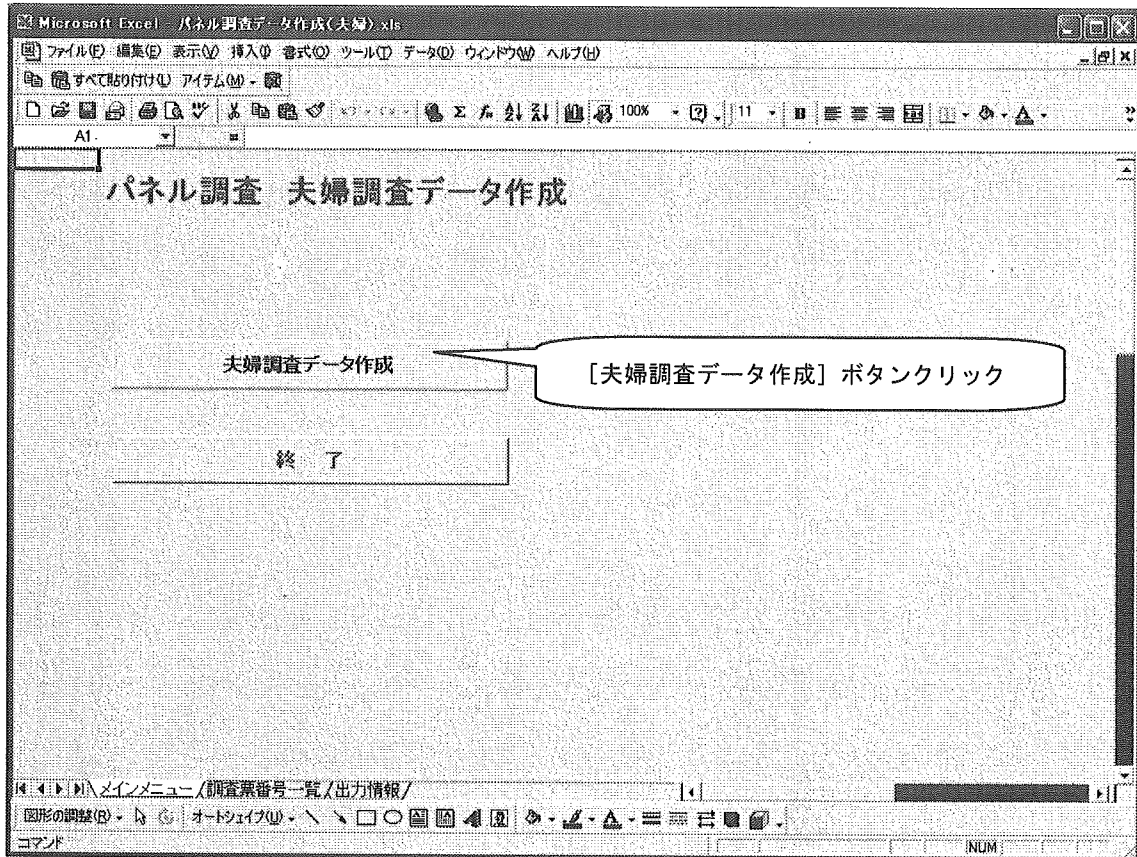 Microsoft Excel - パネル調査データ作成(夫婦).xls
ファイル(F) 編集(E) 表示(V) 挿入(I) 書式(O) ツール(T) データ(D) ウィンドウ(W) ヘルプ(H)
すべて貼り付け(L) アイテム(M)
100% 11 B
A1 =
パネル調査 夫婦調査データ作成
夫婦調査データ作成
[夫婦調査データ作成] ボタンクリック
終 了
メインメニュー/調査票番号一覧/出力情報/
図形の調整(R) オートシェイプ(U)
コマンド NUM